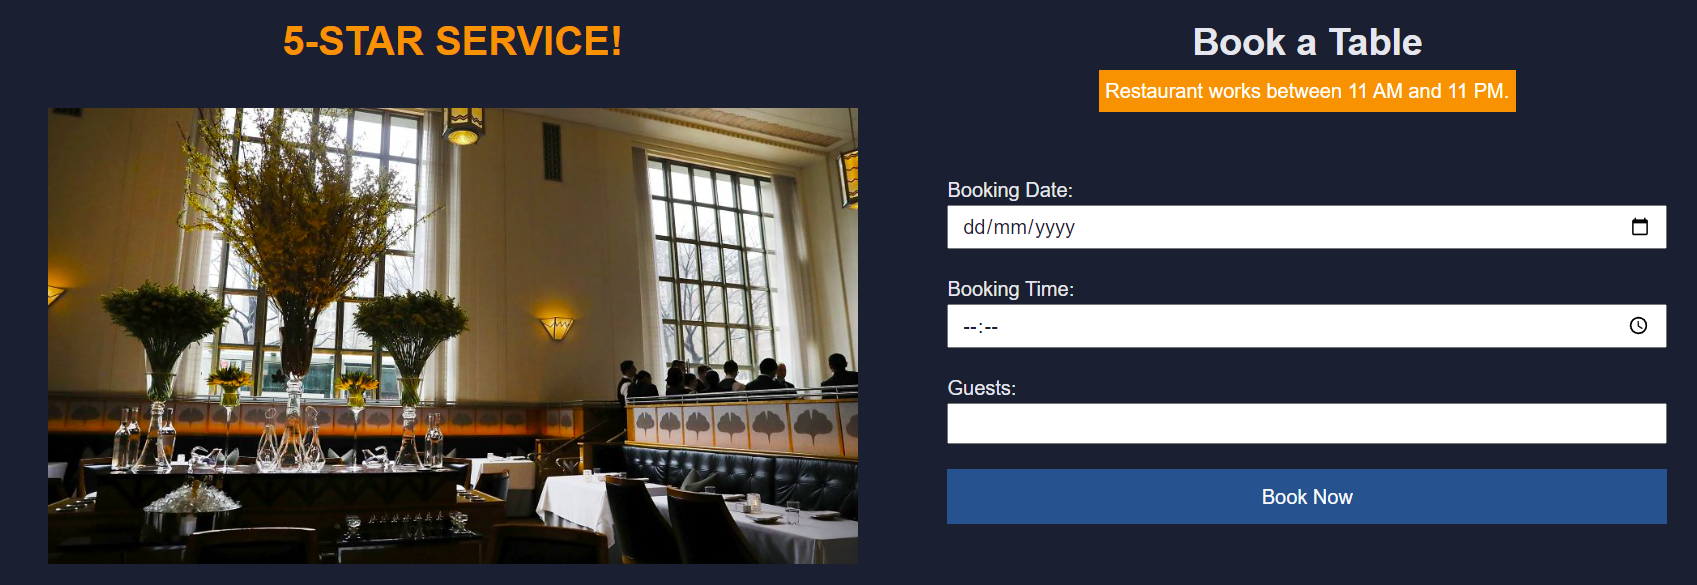 5-STAR SERVICE!
Book a Table
Restaurant works between 11 AM and 11 PM.
Booking Date:
dd/mm/yyyy
Booking Time:
--:--
Guests:
Book Now